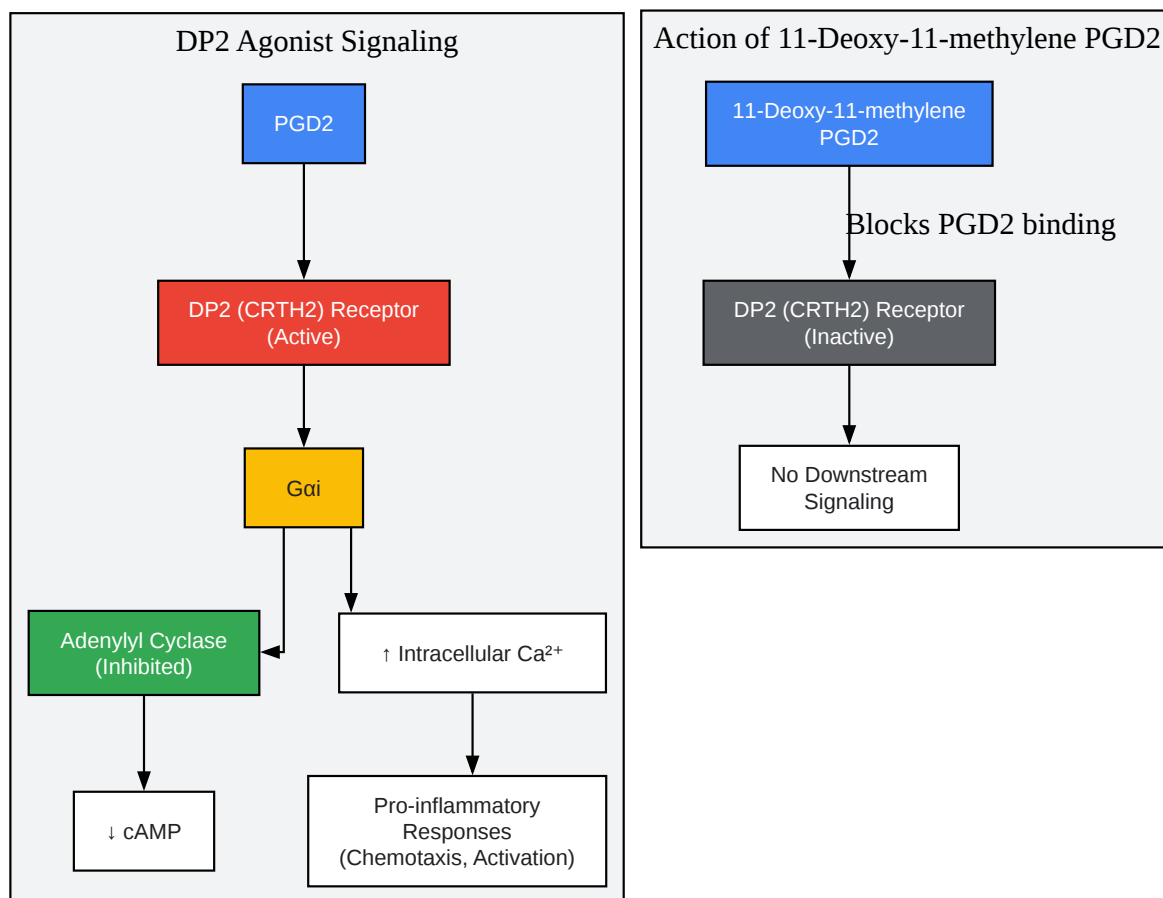 DP2 Agonist Signaling
PGD2
DP2 (CRTH2) Receptor
(Active)
Gαi
Adenylyl Cyclase
(Inhibited)
↑ Intracellular Ca²⁺
↓ cAMP
Pro-inflammatory
Responses
(Chemotaxis, Activation)
Action of 11-Deoxy-11-methylene PGD2
11-Deoxy-11-methylene
PGD2
Blocks PGD2 binding
DP2 (CRTH2) Receptor
(Inactive)
No Downstream
Signaling